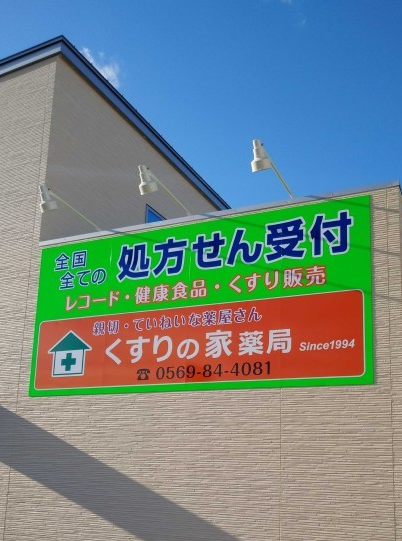 全国
全ての
処方せん受付
レコード・健康食品・くすり販売
親切・ていねいな薬屋さん
くすりの家薬局 Since1994
☎ 0569-84-4081